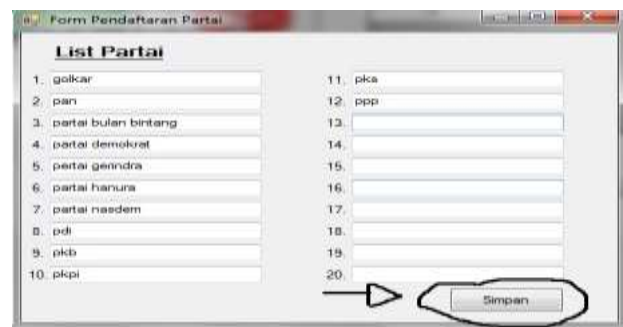 Form Pendaftaran Partai
List Partai
1. golkar
2. pan
3. partai bulan bintang
4. partai demokrat
5. partai gerindra
6. partai hanura
7. partai nasdem
8. pdi
9. pkb
10. pkpi
11. pks
12. ppp
13.
14.
15.
16.
17.
18.
19.
20.
Simpan